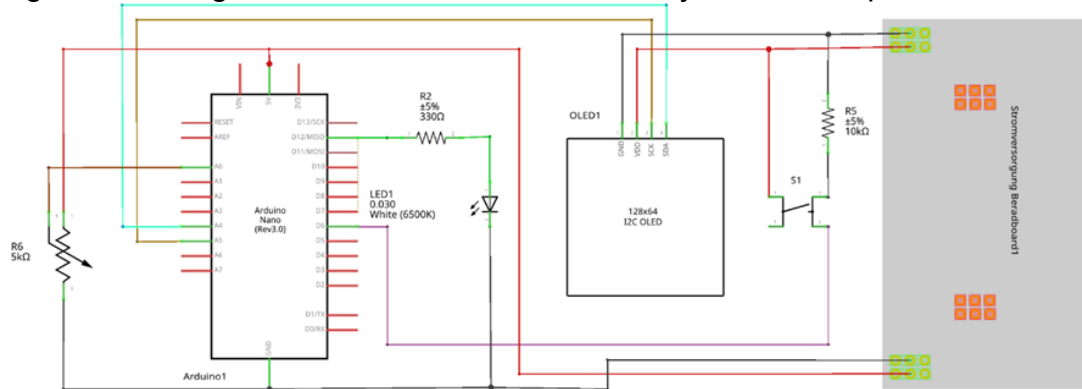 R2
±5%
330Ω
OLED1
R5
±5%
10kΩ
VIN
5V
3V3
RESET
AREF
A0
A1
A2
A3
A4
A5
A6
A7
D13/SCK
D12/MISO
D11/MOSI
D10
D9
D8
D7
D6
D5
D4
D3
D2
D1/TX
D0/RX
GND
Arduino
Nano
(Rev3.0)
Arduino1
LED1
0.030
White (6500K)
R6
5kΩ
GND
VDD
SCK
SDA
128x64
I2C OLED
S1
Stromversorgung Beradboard1